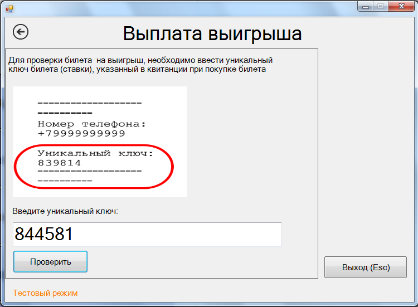 Выплата выигрыша
Для проверки билета на выигрыш, необходимо ввести уникальный
ключ билета (ставки), указанный в квитанции при покупке билета
--------------------
----------
Номер телефона:
+79999999999
Уникальный ключ:
839814
--------------------
----------
Введите уникальный ключ:
844581
Проверить
Выход (Esc)
Тестовый режим